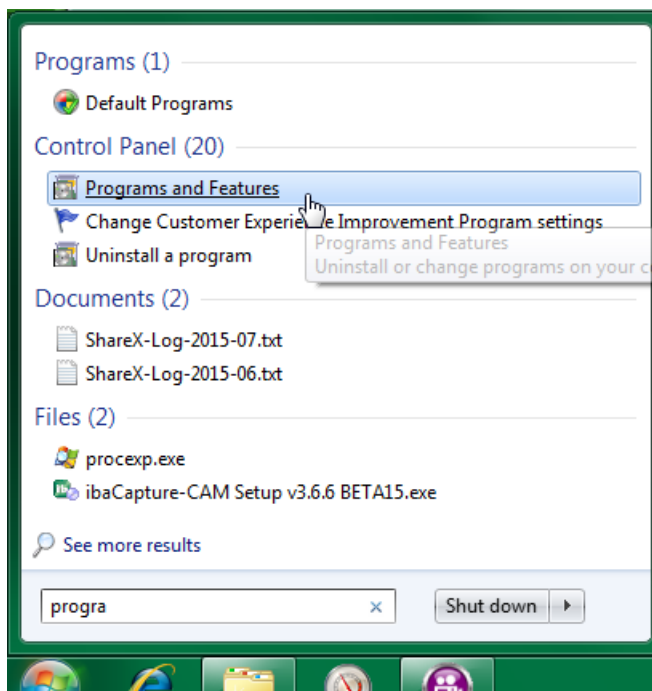 Programs (1)
Default Programs
Control Panel (20)
Programs and Features
Change Customer Experience Improvement Program settings
Programs and Features
Uninstall or change programs on your
Uninstall a program
Documents (2)
ShareX-Log-2015-07.txt
ShareX-Log-2015-06.txt
Files (2)
procexp.exe
ibaCapture-CAM Setup v3.6.6 BETA15.exe
See more results
progra
Shut down